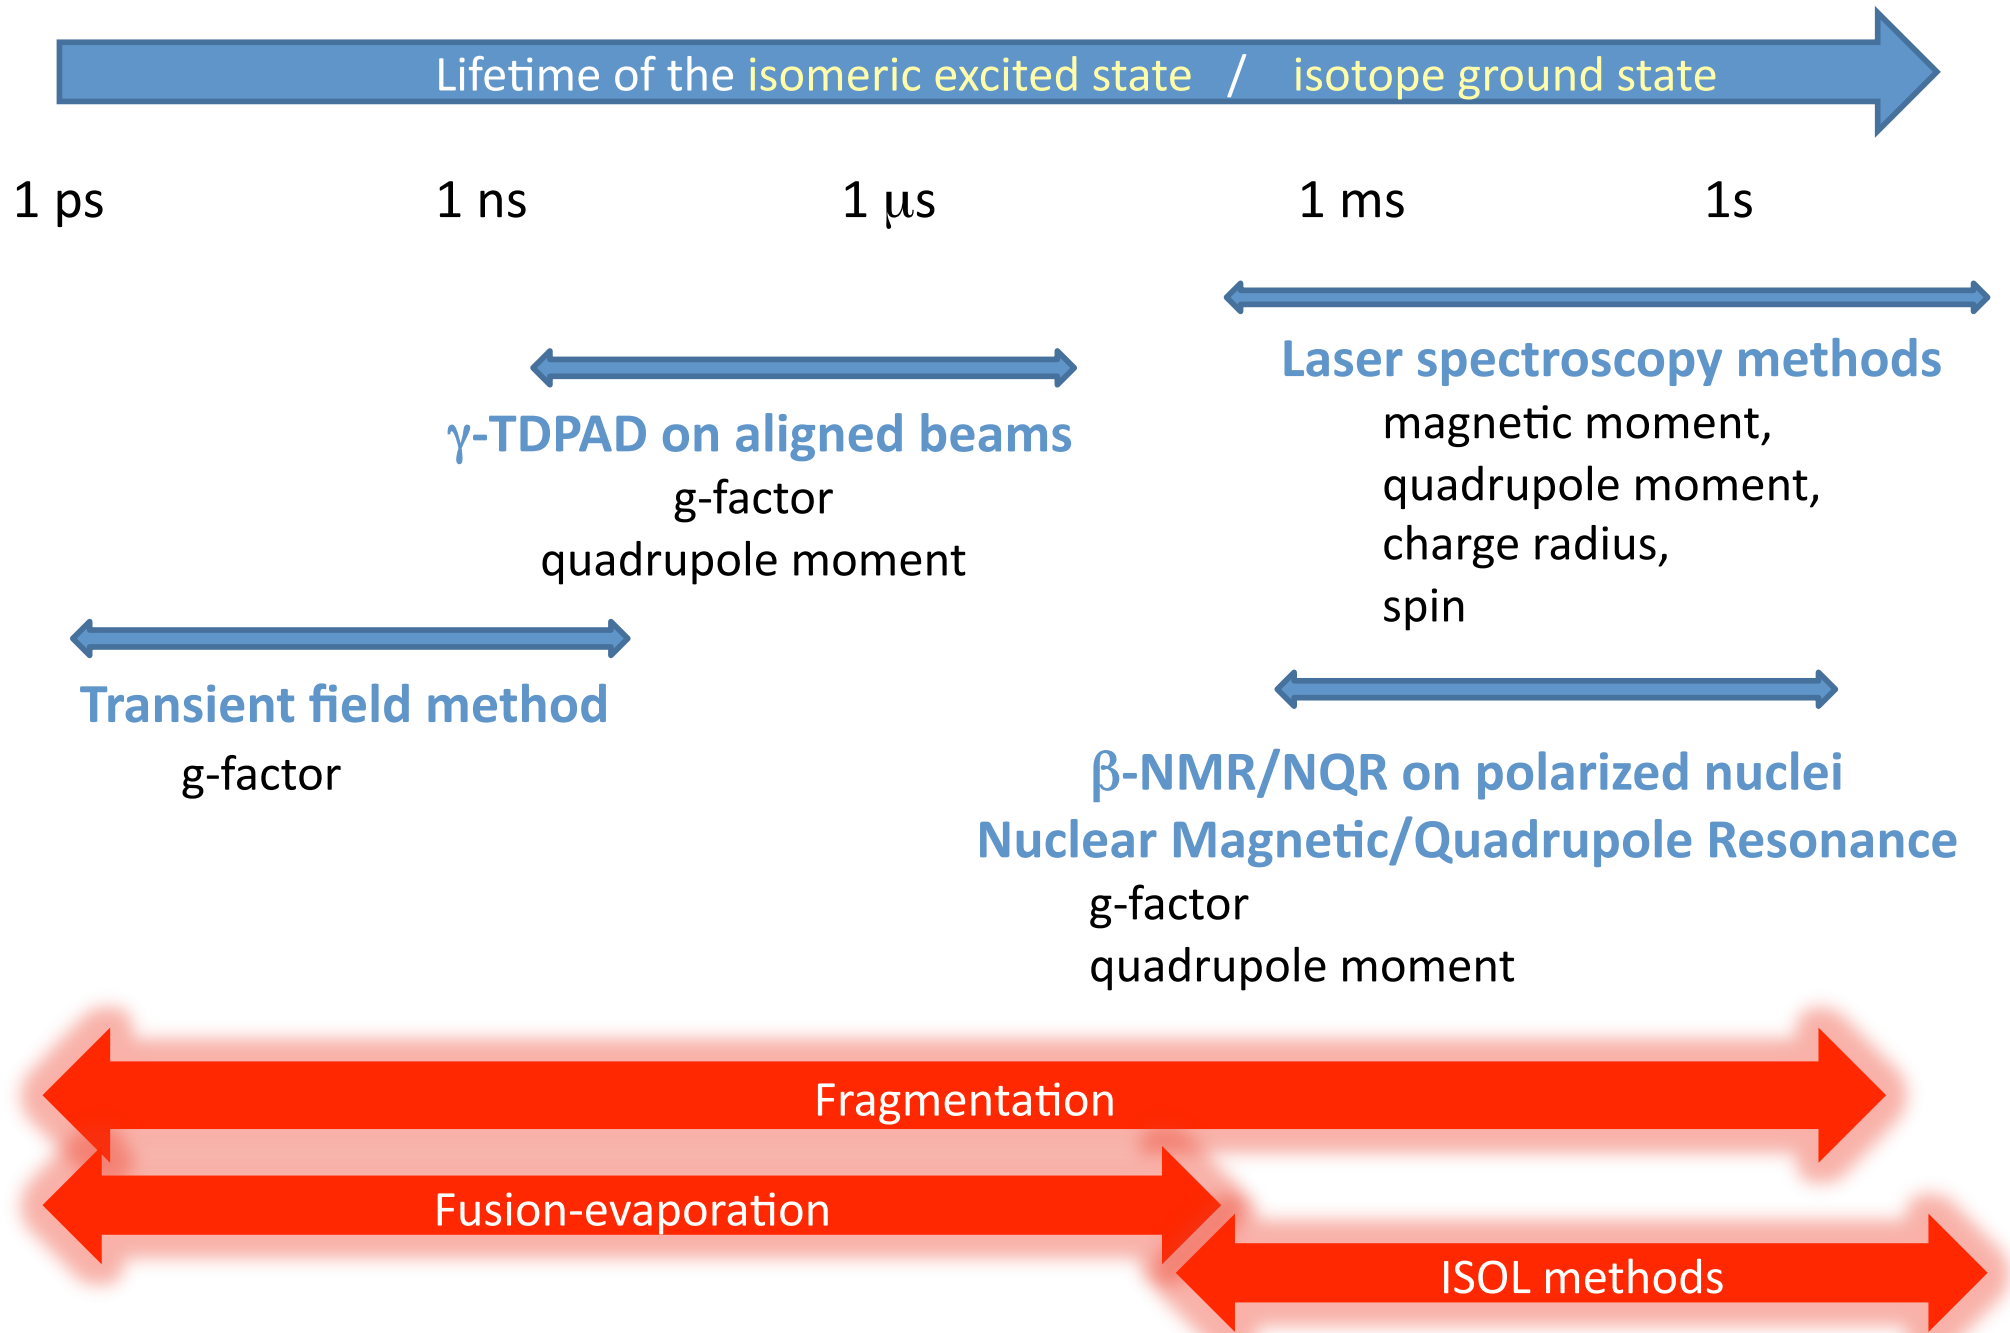 Lifetime of the isomeric excited state / isotope ground state
1 ps 1 ns 1 μs 1 ms 1s
Laser spectroscopy methods
magnetic moment,
quadrupole moment,
charge radius,
spin
γ-TDPAD on aligned beams
g-factor
quadrupole moment
Transient field method
g-factor
β-NMR/NQR on polarized nuclei
Nuclear Magnetic/Quadrupole Resonance
g-factor
quadrupole moment
Fragmentation
Fusion-evaporation
ISOL methods